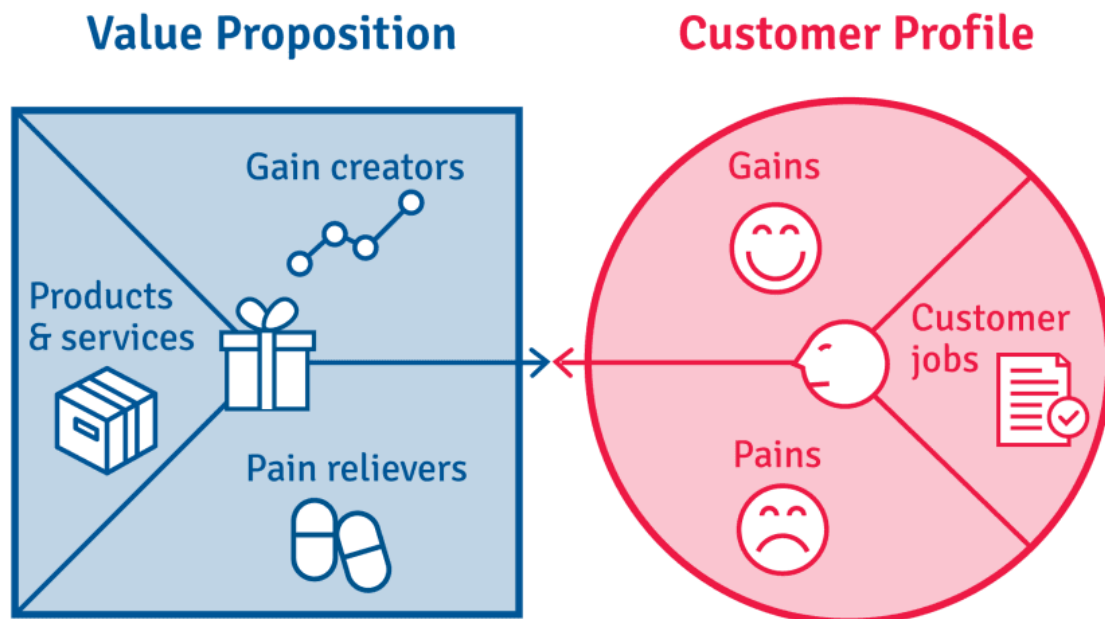 Value Proposition
Customer Profile
Gain creators
Products
& services
Pain relievers
Gains
Customer
jobs
Pains